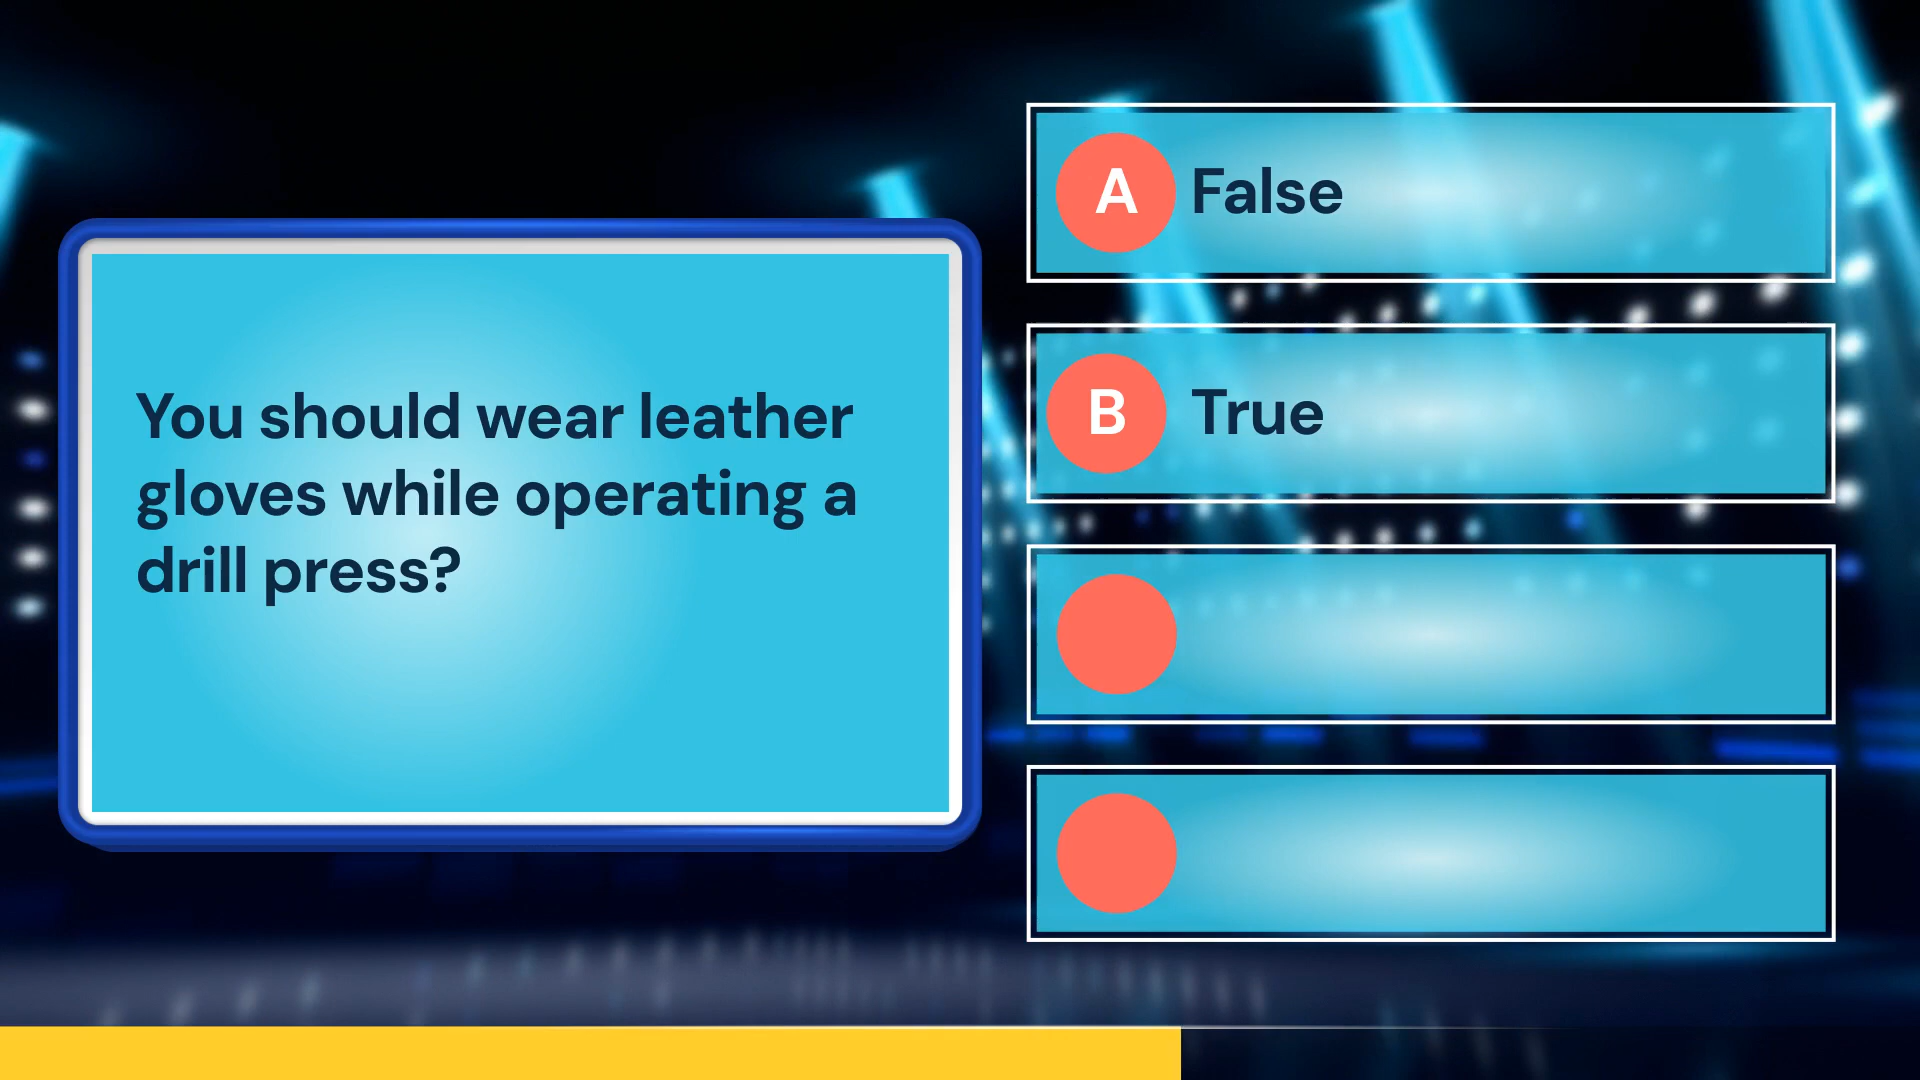 You should wear leather
gloves while operating a
drill press?
A False
B True